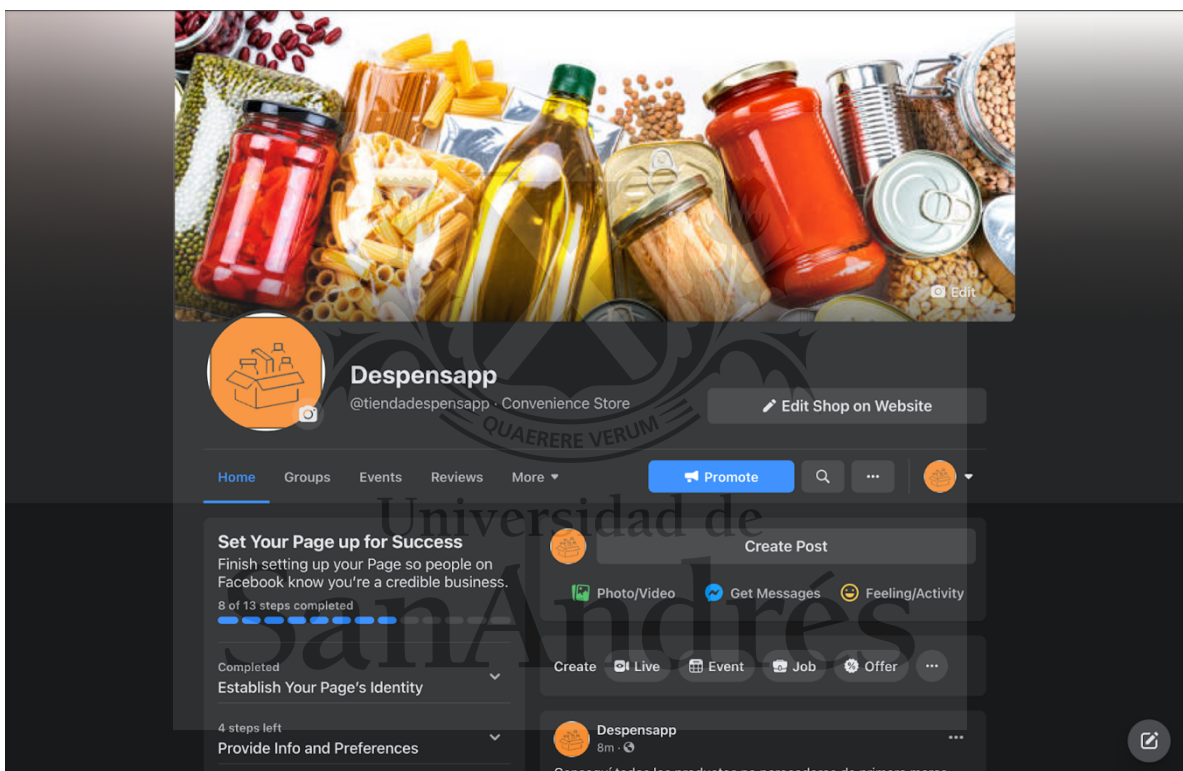 Edit
Despensapp
@tiendadespensapp · Convenience Store
Edit Shop on Website
QUAERERE VERUM
Home Groups Events Reviews More
Promote
Universidad de
SanAndrés
Set Your Page up for Success
Finish setting up your Page so people on
Facebook know you're a credible business.
8 of 13 steps completed
Completed
Establish Your Page's Identity
4 steps left
Provide Info and Preferences
Create Post
Photo/Video Get Messages Feeling/Activity
Create Live Event Job Offer
Despensapp
8m ·